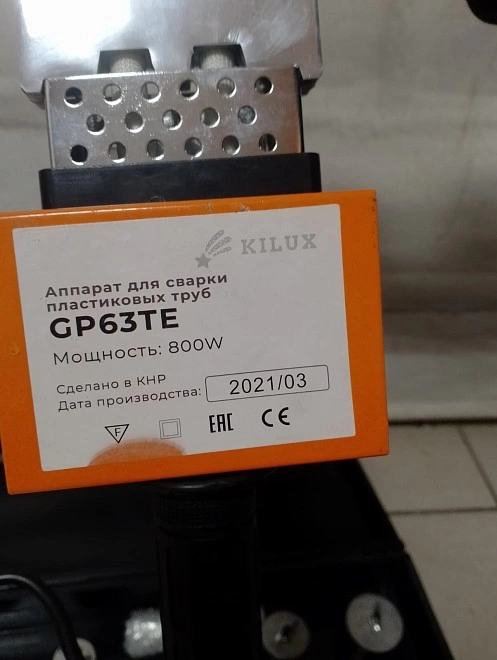 KILUX
Аппарат для сварки
пластиковых труб
GP63TE
Мощность: 800W
Сделано в КНР
Дата производства: 2021/03
F
EAC CE